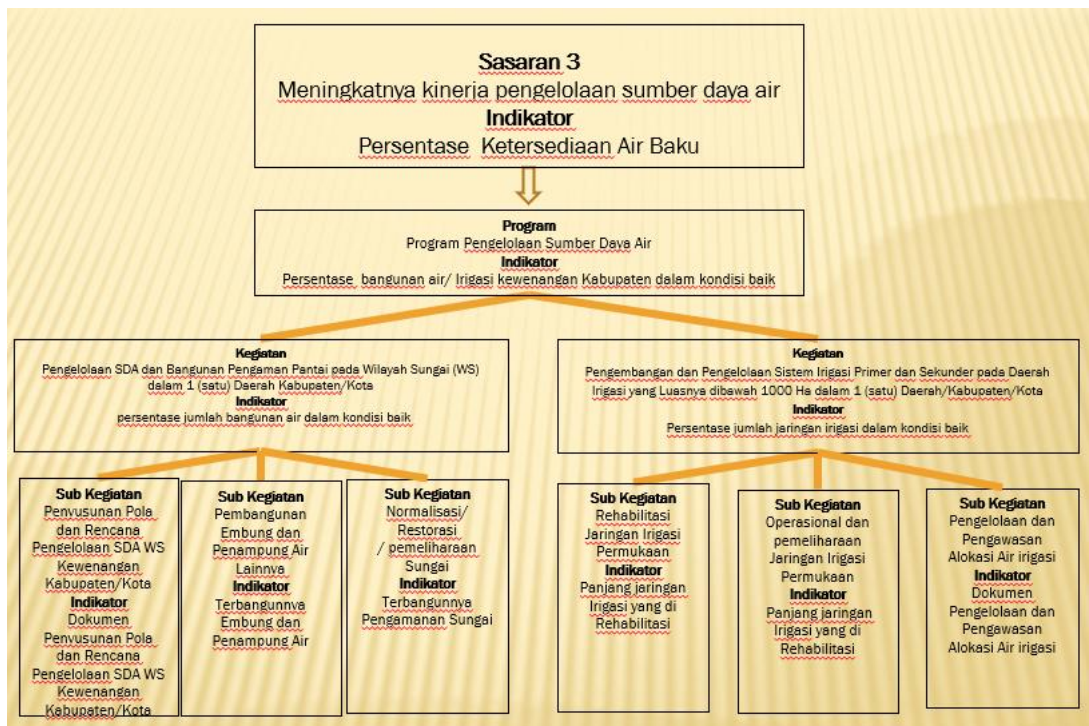 Sasaran 3
Meningkatnya kinerja pengelolaan sumber daya air
Indikator
Persentase Ketersediaan Air Baku
Program
Program Pengelolaan Sumber Daya Air
Indikator
Persentase bangunan air/ Irigasi kewenangan Kabupaten dalam kondisi baik
Kegiatan
Pengelolaan SDA dan Bangunan Pengaman Pantai pada Wilayah Sungai (WS)
dalam 1 (satu) Daerah Kabupaten/Kota
Indikator
persentase jumlah bangunan air dalam kondisi baik
Kegiatan
Pengembangan dan Pengelolaan Sistem Irigasi Primer dan Sekunder pada Daerah
Irigasi yang Luasnya dibawah 1000 Ha dalam 1 (satu) Daerah/Kabupaten/Kota
Indikator
Persentase jumlah jaringan irigasi dalam kondisi baik
Sub Kegiatan
Penyusunan Pola
dan Rencana
Pengelolaan SDA WS
Kewenangan
Kabupaten/Kota
Indikator
Dokumen
Penyusunan Pola
dan Rencana
Pengelolaan SDA WS
Kewenangan
Kabupaten/Kota
Sub Kegiatan
Pembangunan
Embung dan
Penampung Air
Lainnya
Indikator
Terbangunnya
Embung dan
Penampung Air
Sub Kegiatan
Normalisasi/
Restorasi
/ pemeliharaan
Sungai
Indikator
Terbangunnya
Pengamanan Sungai
Sub Kegiatan
Rehabilitasi
Jaringan Irigasi
Permukaan
Indikator
Panjang jaringan
Irigasi yang di
Rehabilitasi
Sub Kegiatan
Operasional dan
pemeliharaan
Jaringan Irigasi
Permukaan
Indikator
Panjang jaringan
Irigasi yang di
Rehabilitasi
Sub Kegiatan
Pengelolaan dan
Pengawasan
Alokasi Air irigasi
Indikator
Dokumen
Pengelolaan dan
Pengawasan
Alokasi Air irigasi